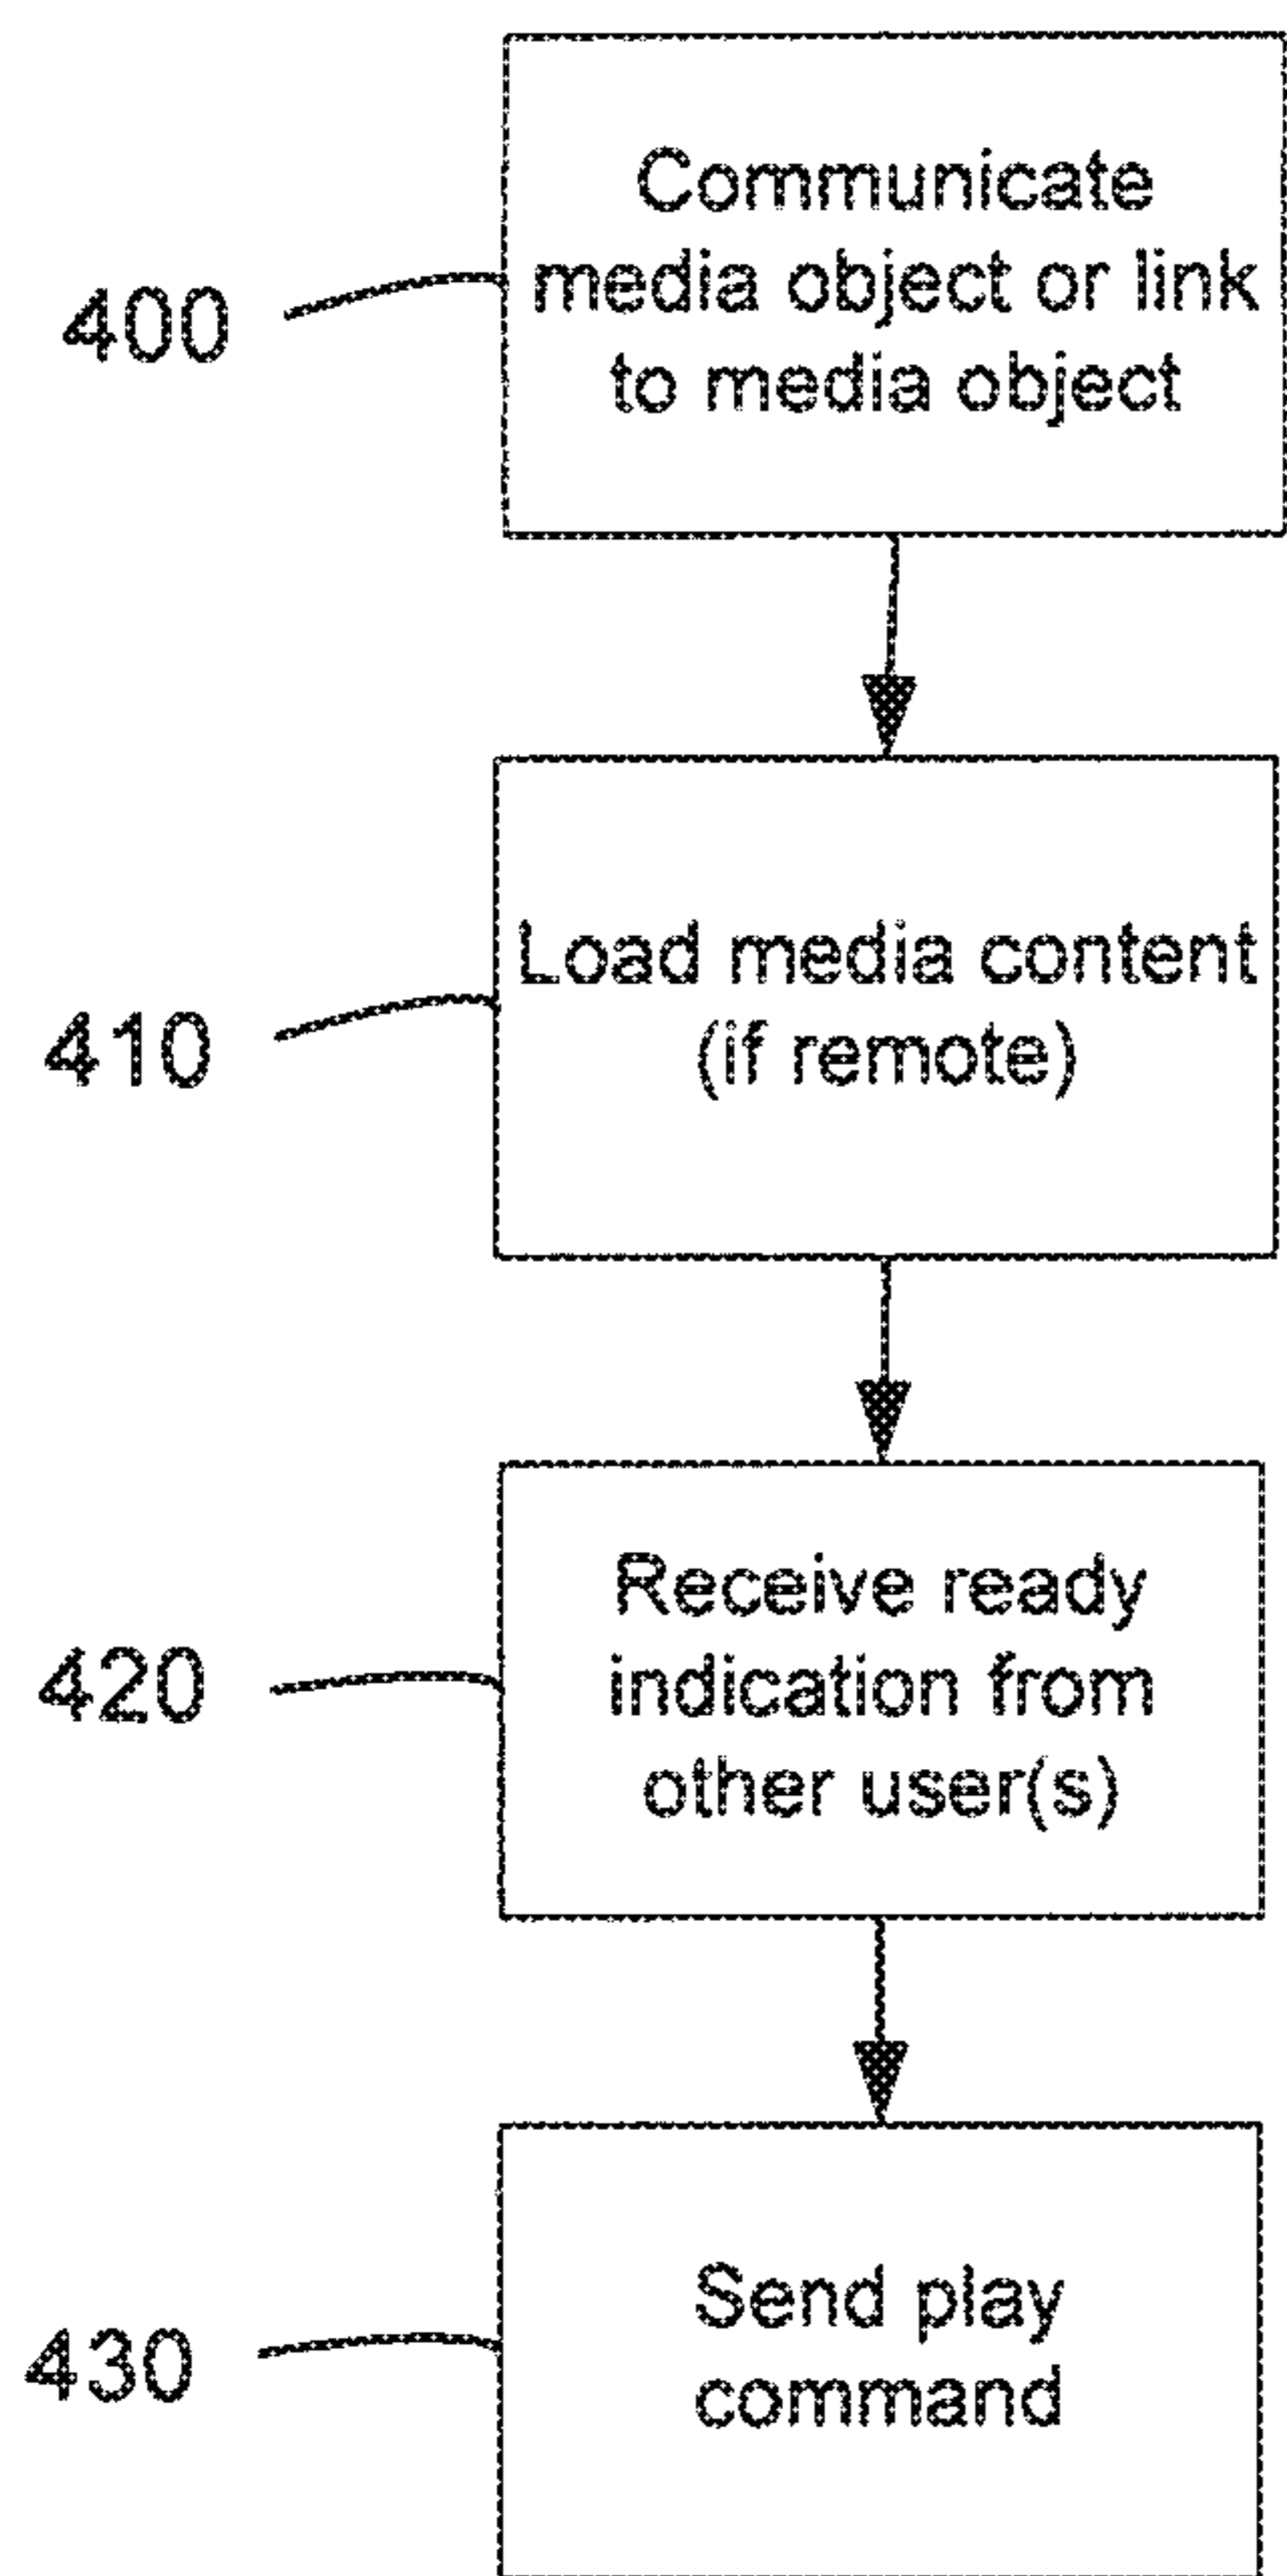 400
Communicate
media object or link
to media object
410
Load media content
(if remote)
420
Receive ready
indication from
other user(s)
430
Send play
command